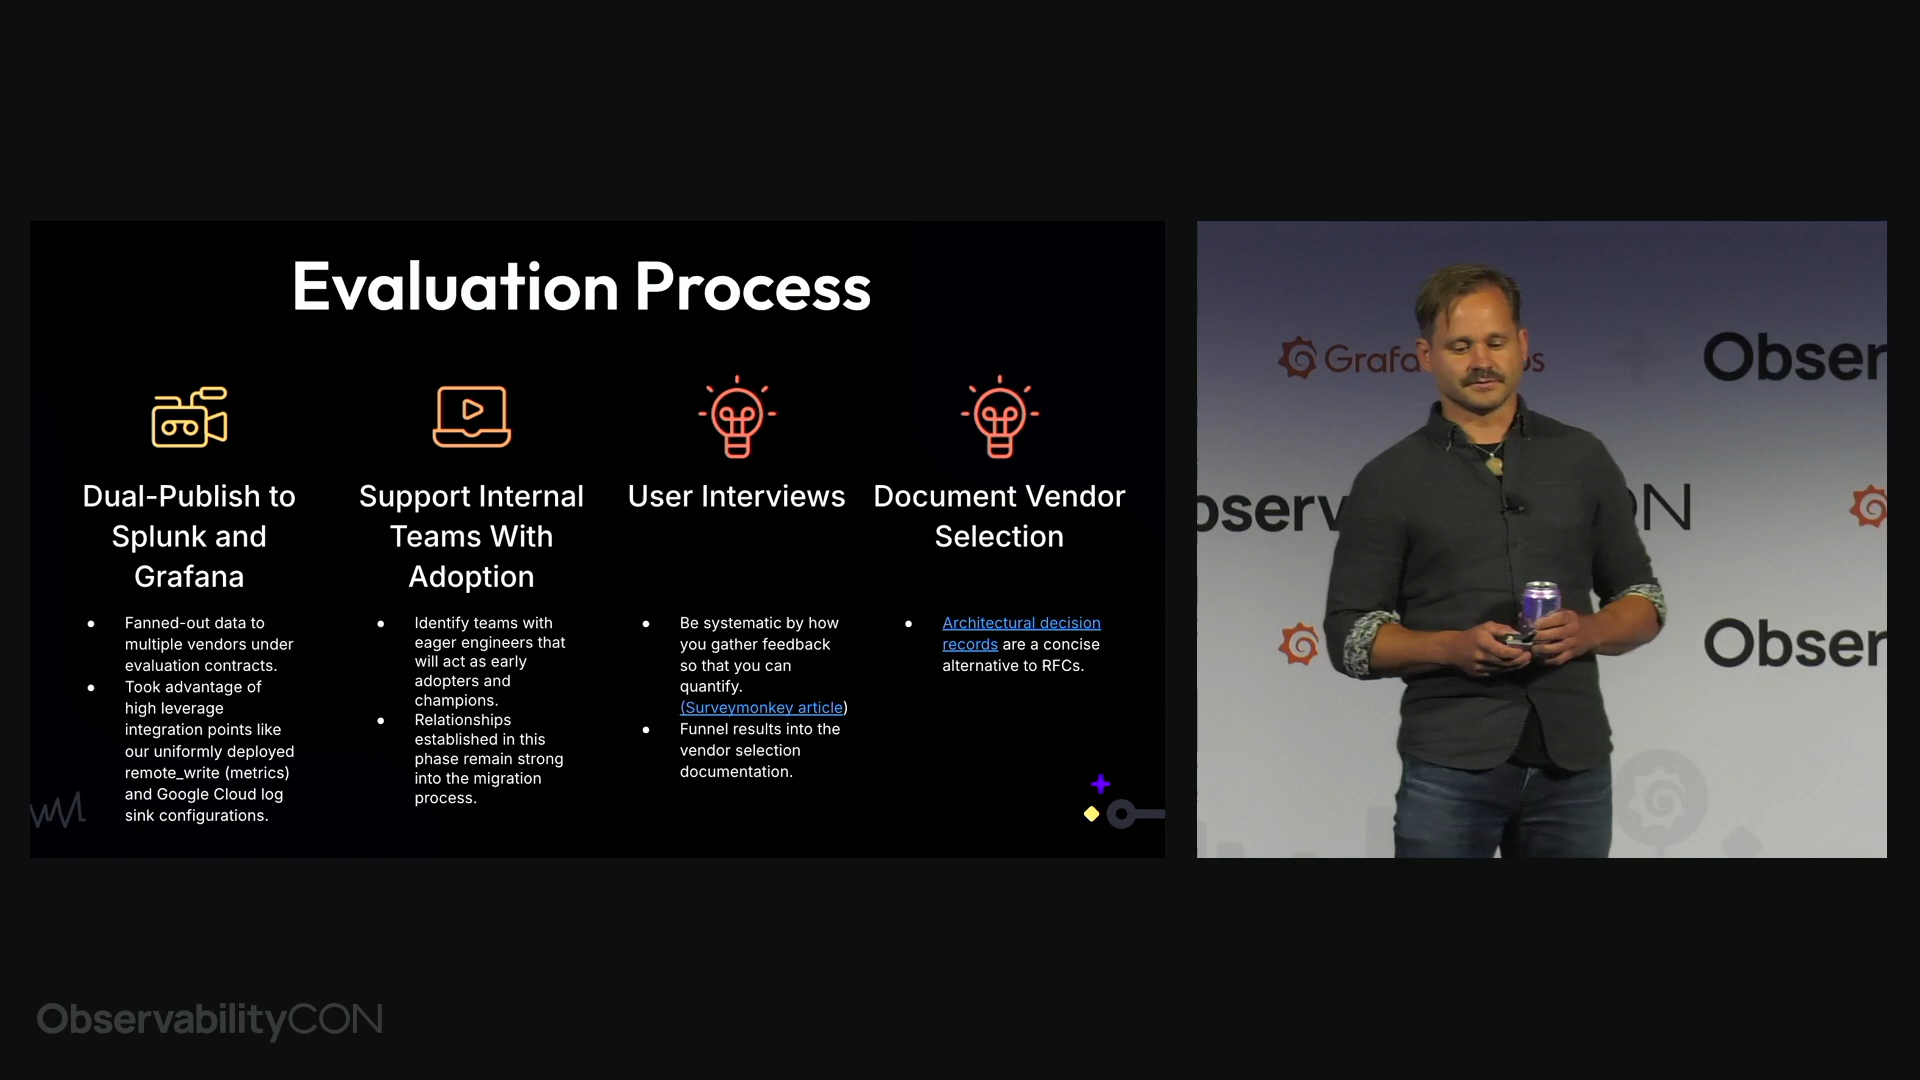 Evaluation Process
Dual-Publish to
Splunk and
Grafana
Fanned-out data to
multiple vendors under
evaluation contracts.
Took advantage of
high leverage
integration points like
our uniformly deployed
remote_write (metrics)
and Google Cloud log
sink configurations.
Support Internal
Teams With
Adoption
Identify teams with
eager engineers that
will act as early
adopters and
champions.
Relationships
established in this
phase remain strong
into the migration
process.
User Interviews
Be systematic by how
you gather feedback
so that you can
quantify.
(Surveymonkey article)
Funnel results into the
vendor selection
documentation.
Document Vendor
Selection
Architectural decision
records are a concise
alternative to RFCs.
Grafa bs
Obser
bserv ON
Obser
ObservabilityCON